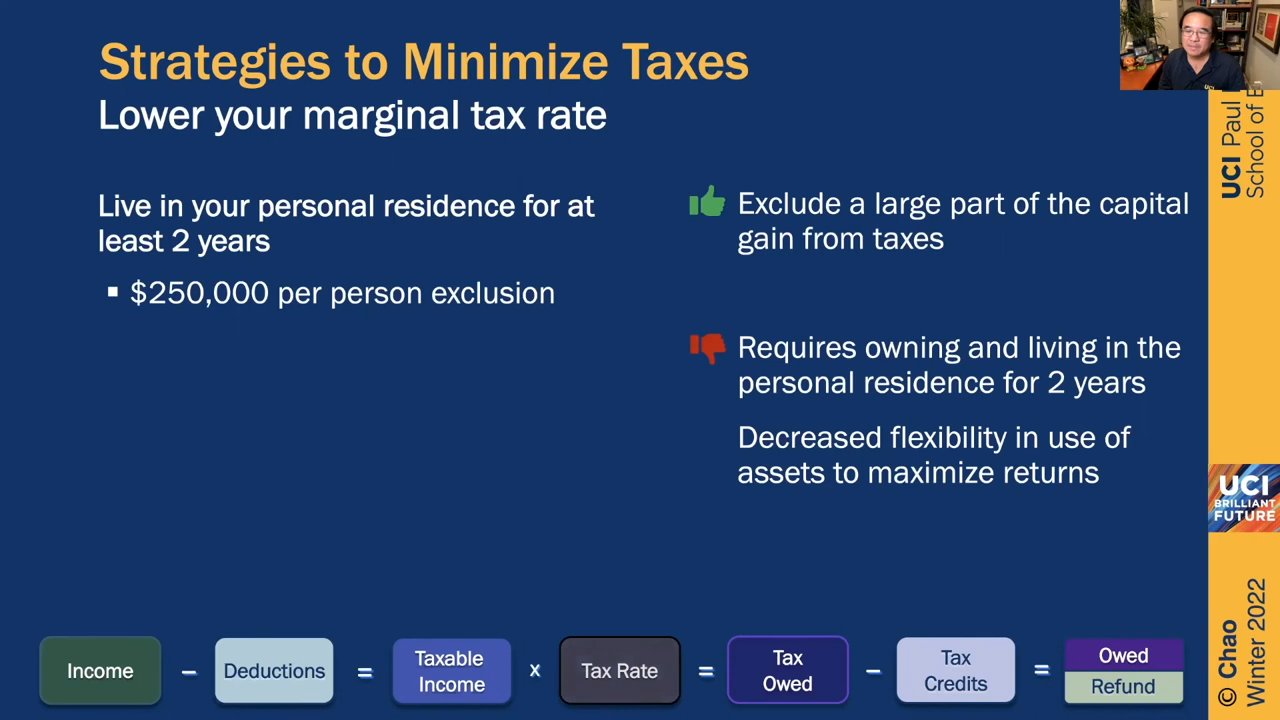 Strategies to Minimize Taxes
Lower your marginal tax rate
Live in your personal residence for at
least 2 years
▪ $250,000 per person exclusion
Exclude a large part of the capital
gain from taxes
Requires owning and living in the
personal residence for 2 years
Decreased flexibility in use of
assets to maximize returns
Income − Deductions = Taxable Income x Tax Rate = Tax Owed − Tax Credits = Owed Refund
UCI Paul
School of
UCI
BRILLIANT
FUTURE
© Chao
Winter 2022
UCI